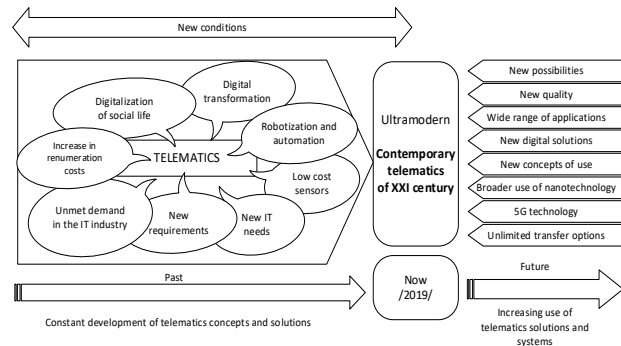 New conditions
Digital
transformation
Digitalization
of social life
Robotization and
automation
Increase in
renumeration
costs
TELEMATICS
Low cost
sensors
Unmet demand
in the IT industry
New
requirements
New IT
needs
Ultramodern
Contemporary
telematics
of XXI century
New possibilities
New quality
Wide range of applications
New digital solutions
New concepts of use
Broader use of nanotechnology
5G technology
Unlimited transfer options
Past
Now
/2019/
Future
Constant development of telematics concepts and solutions
Increasing use of
telematics solutions and
systems